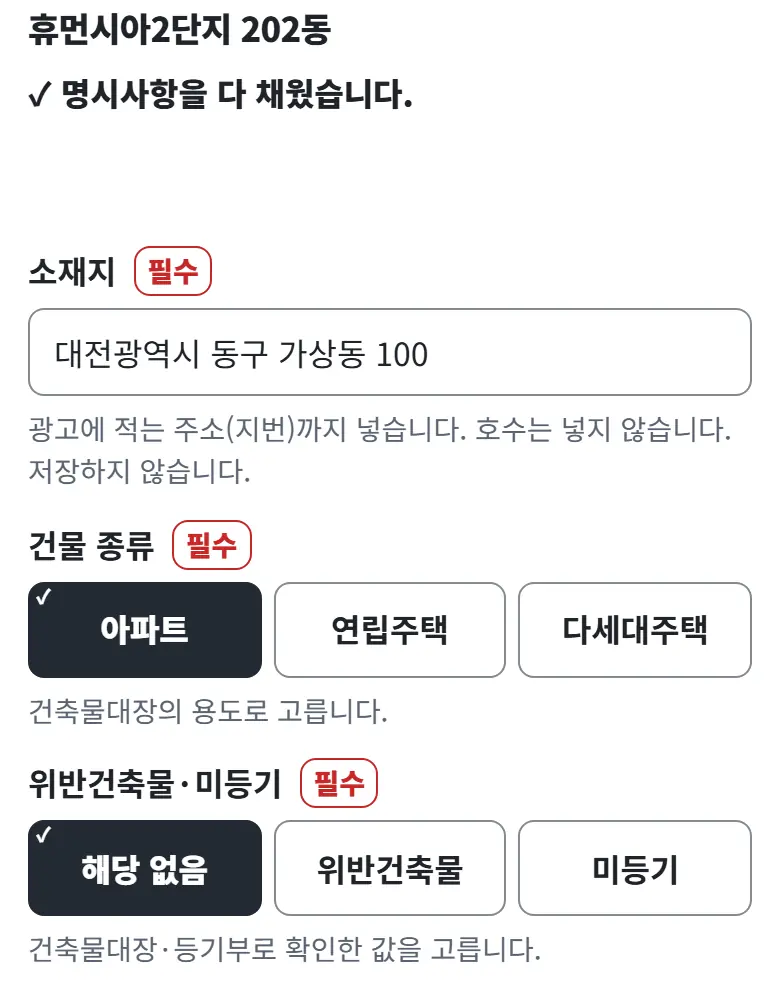 휴먼시아2단지 202동
✓ 명시사항을 다 채웠습니다.
소재지 필수
대전광역시 동구 가상동 100
광고에 적는 주소(지번)까지 넣습니다. 호수는 넣지 않습니다.
저장하지 않습니다.
건물 종류 필수
✓ 아파트 연립주택 다세대주택
건축물대장의 용도로 고릅니다.
위반건축물·미등기 필수
✓ 해당 없음 위반건축물 미등기
건축물대장·등기부로 확인한 값을 고릅니다.